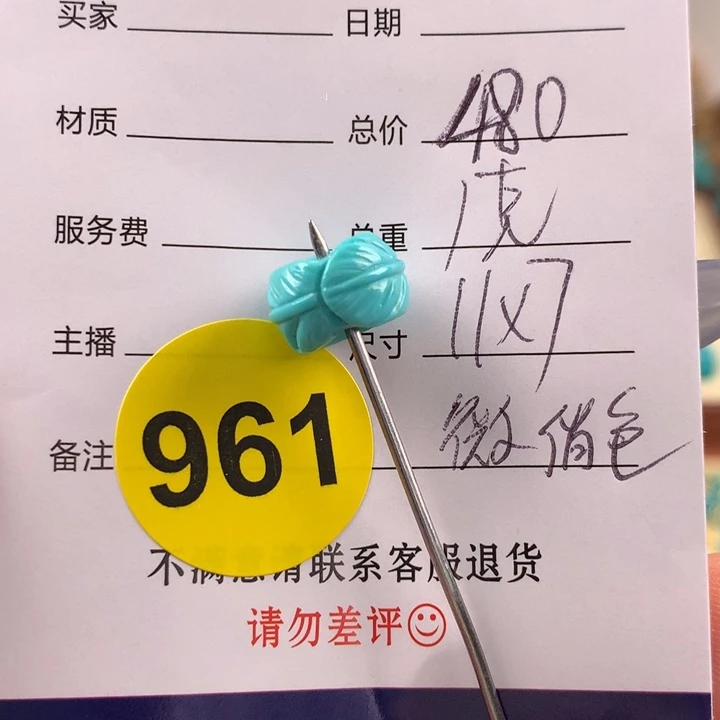 买家 日期
材质 总价 480
服务费 总重 1克
主播 尺寸 11X7
备注 微俏色
961
不满意请联系客服退货
请勿差评